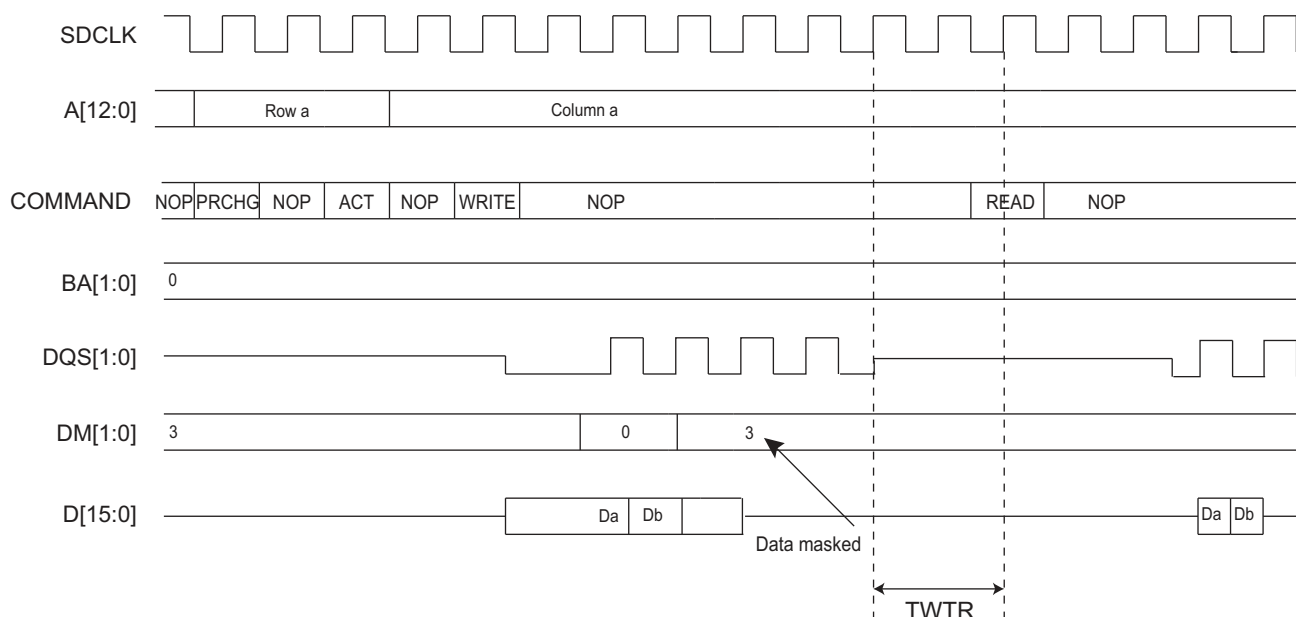 SDCLK
A[12:0] Row a Column a
COMMAND NOP PRCHG NOP ACT NOP WRITE NOP READ NOP
BA[1:0] 0
DQS[1:0]
DM[1:0] 3 0 3
D[15:0] Da Db Da Db
Data masked
TWTR